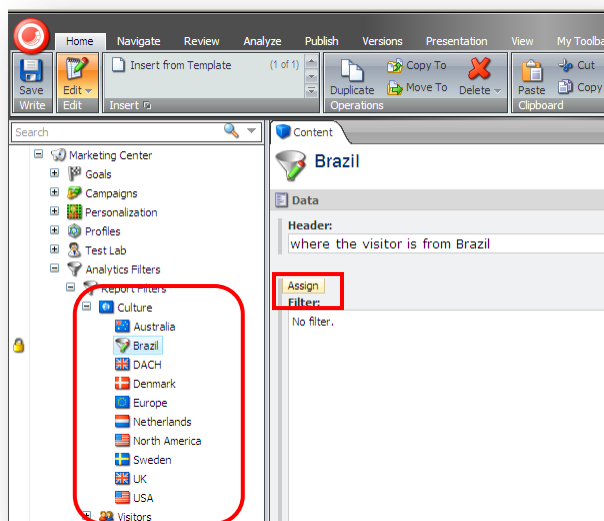 Home Navigate Review Analyze Publish Versions Presentation View My Toolba
Insert from Template (1 of 1) Copy To Cut
Save Edit Duplicate Move To Delete Paste Copy
Write Edit Insert Operations Clipboard
Search
Content
Marketing Center
Goals
Campaigns
Personalization
Profiles
Test Lab
Analytics Filters
Report Filters
Culture
Australia
Brazil
DACH
Denmark
Europe
Netherlands
North America
Sweden
UK
USA
Visitors
Brazil
Data
Header:
where the visitor is from Brazil
Assign
Filter:
No filter.